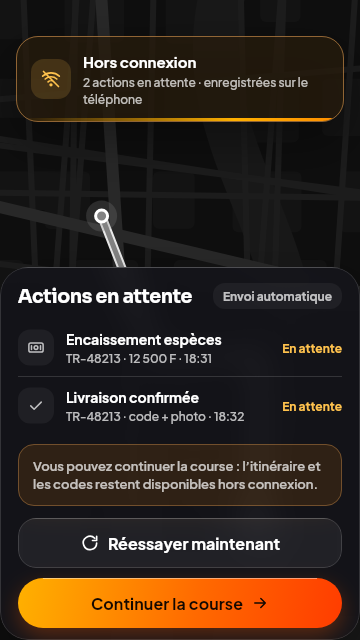 Hors connexion
2 actions en attente · enregistrées sur le
téléphone
Actions en attente
Envoi automatique
Encaissement espèces
TR-48213 · 12 500 F · 18:31
En attente
Livraison confirmée
TR-48213 · code + photo · 18:32
En attente
Vous pouvez continuer la course : l’itinéraire et
les codes restent disponibles hors connexion.
Réessayer maintenant
Continuer la course →